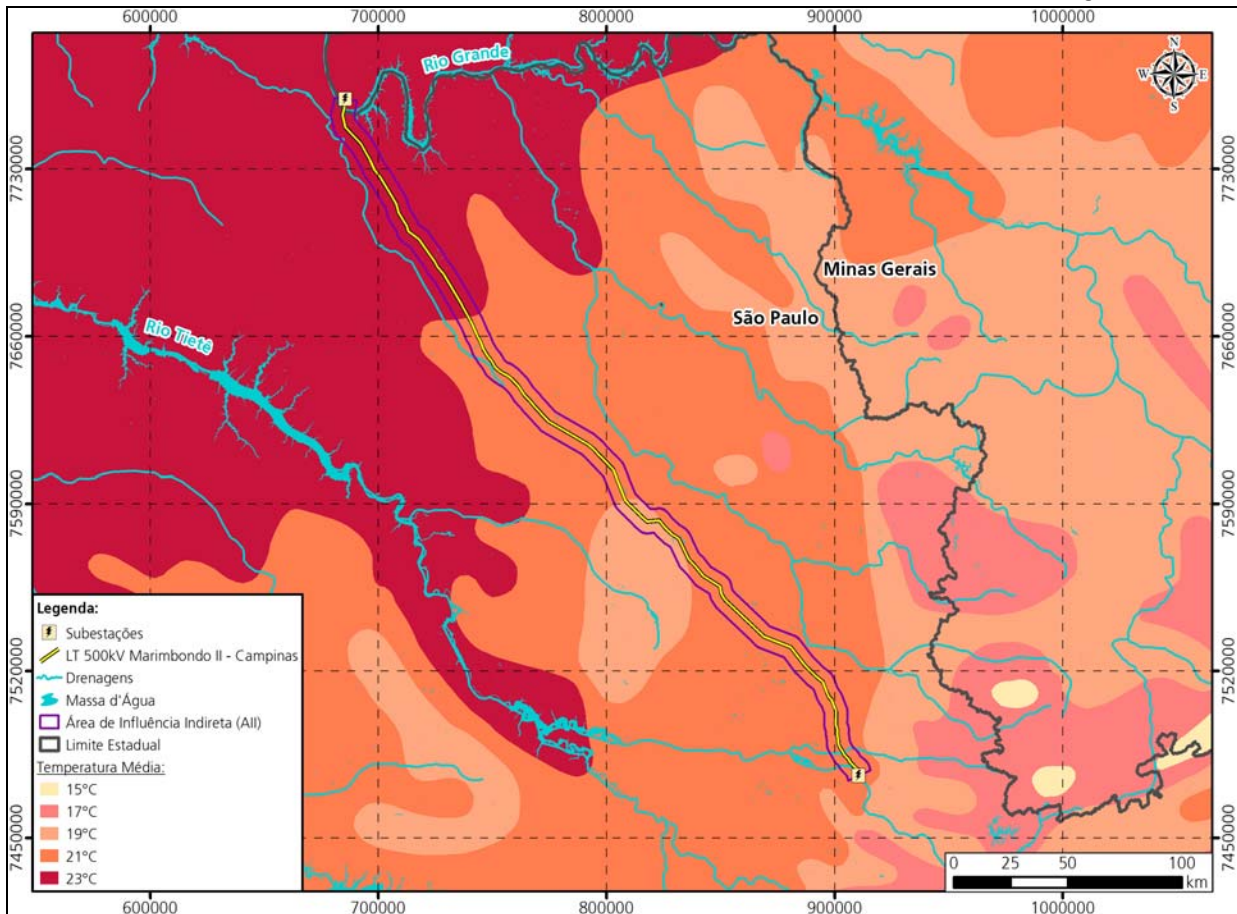 600000 700000 800000 900000 1000000
Rio Grande
N
W E
S
7730000 7730000
Minas Gerais
São Paulo
7660000 7660000
Rio Tietê
7590000 7590000
7520000 7520000
7450000 7450000
Legenda:
Subestações
LT 500kV Marimbondo II - Campinas
Drenagens
Massa d'Água
Área de Influência Indireta (AII)
Limite Estadual
Temperatura Média:
15°C
17°C
19°C
21°C
23°C
0 25 50 100
km
600000 700000 800000 900000 1000000